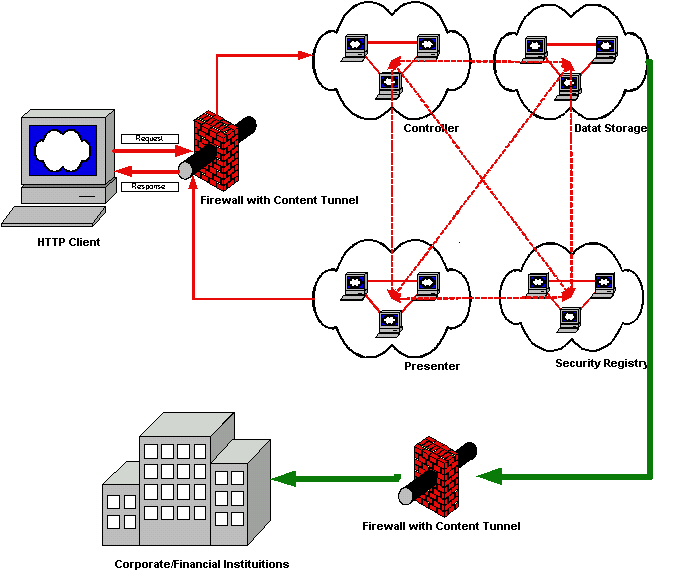 Controller
Datat Storage
Request
Response
Firewall with Content Tunnel
HTTP Client
Presenter
Security Registry
Firewall with Content Tunnel
Corporate/Financial Instituitions